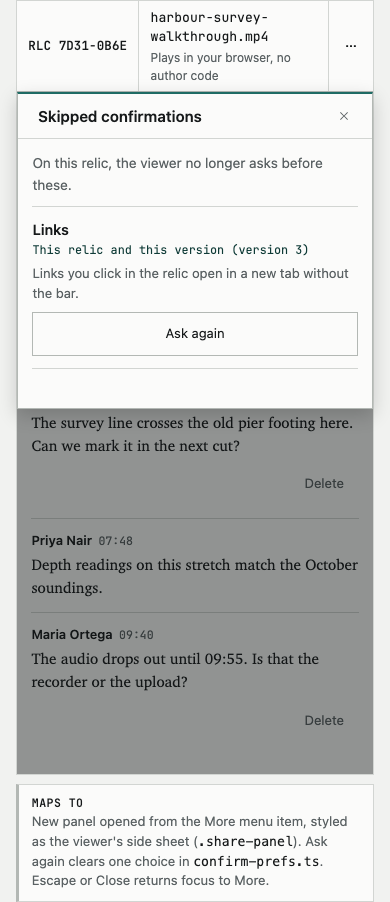 RLC 7D31-0B6E
harbour-survey-
walkthrough.mp4
Plays in your browser, no
author code
…
Skipped confirmations
×
On this relic, the viewer no longer asks before
these.
Links
This relic and this version (version 3)
Links you click in the relic open in a new tab without
the bar.
Ask again
The survey line crosses the old pier footing here.
Can we mark it in the next cut?
Delete
Priya Nair 07:48
Depth readings on this stretch match the October
soundings.
Maria Ortega 09:40
The audio drops out until 09:55. Is that the
recorder or the upload?
Delete
MAPS TO
New panel opened from the More menu item, styled
as the viewer's side sheet (.share-panel). Ask
again clears one choice in confirm-prefs.ts.
Escape or Close returns focus to More.